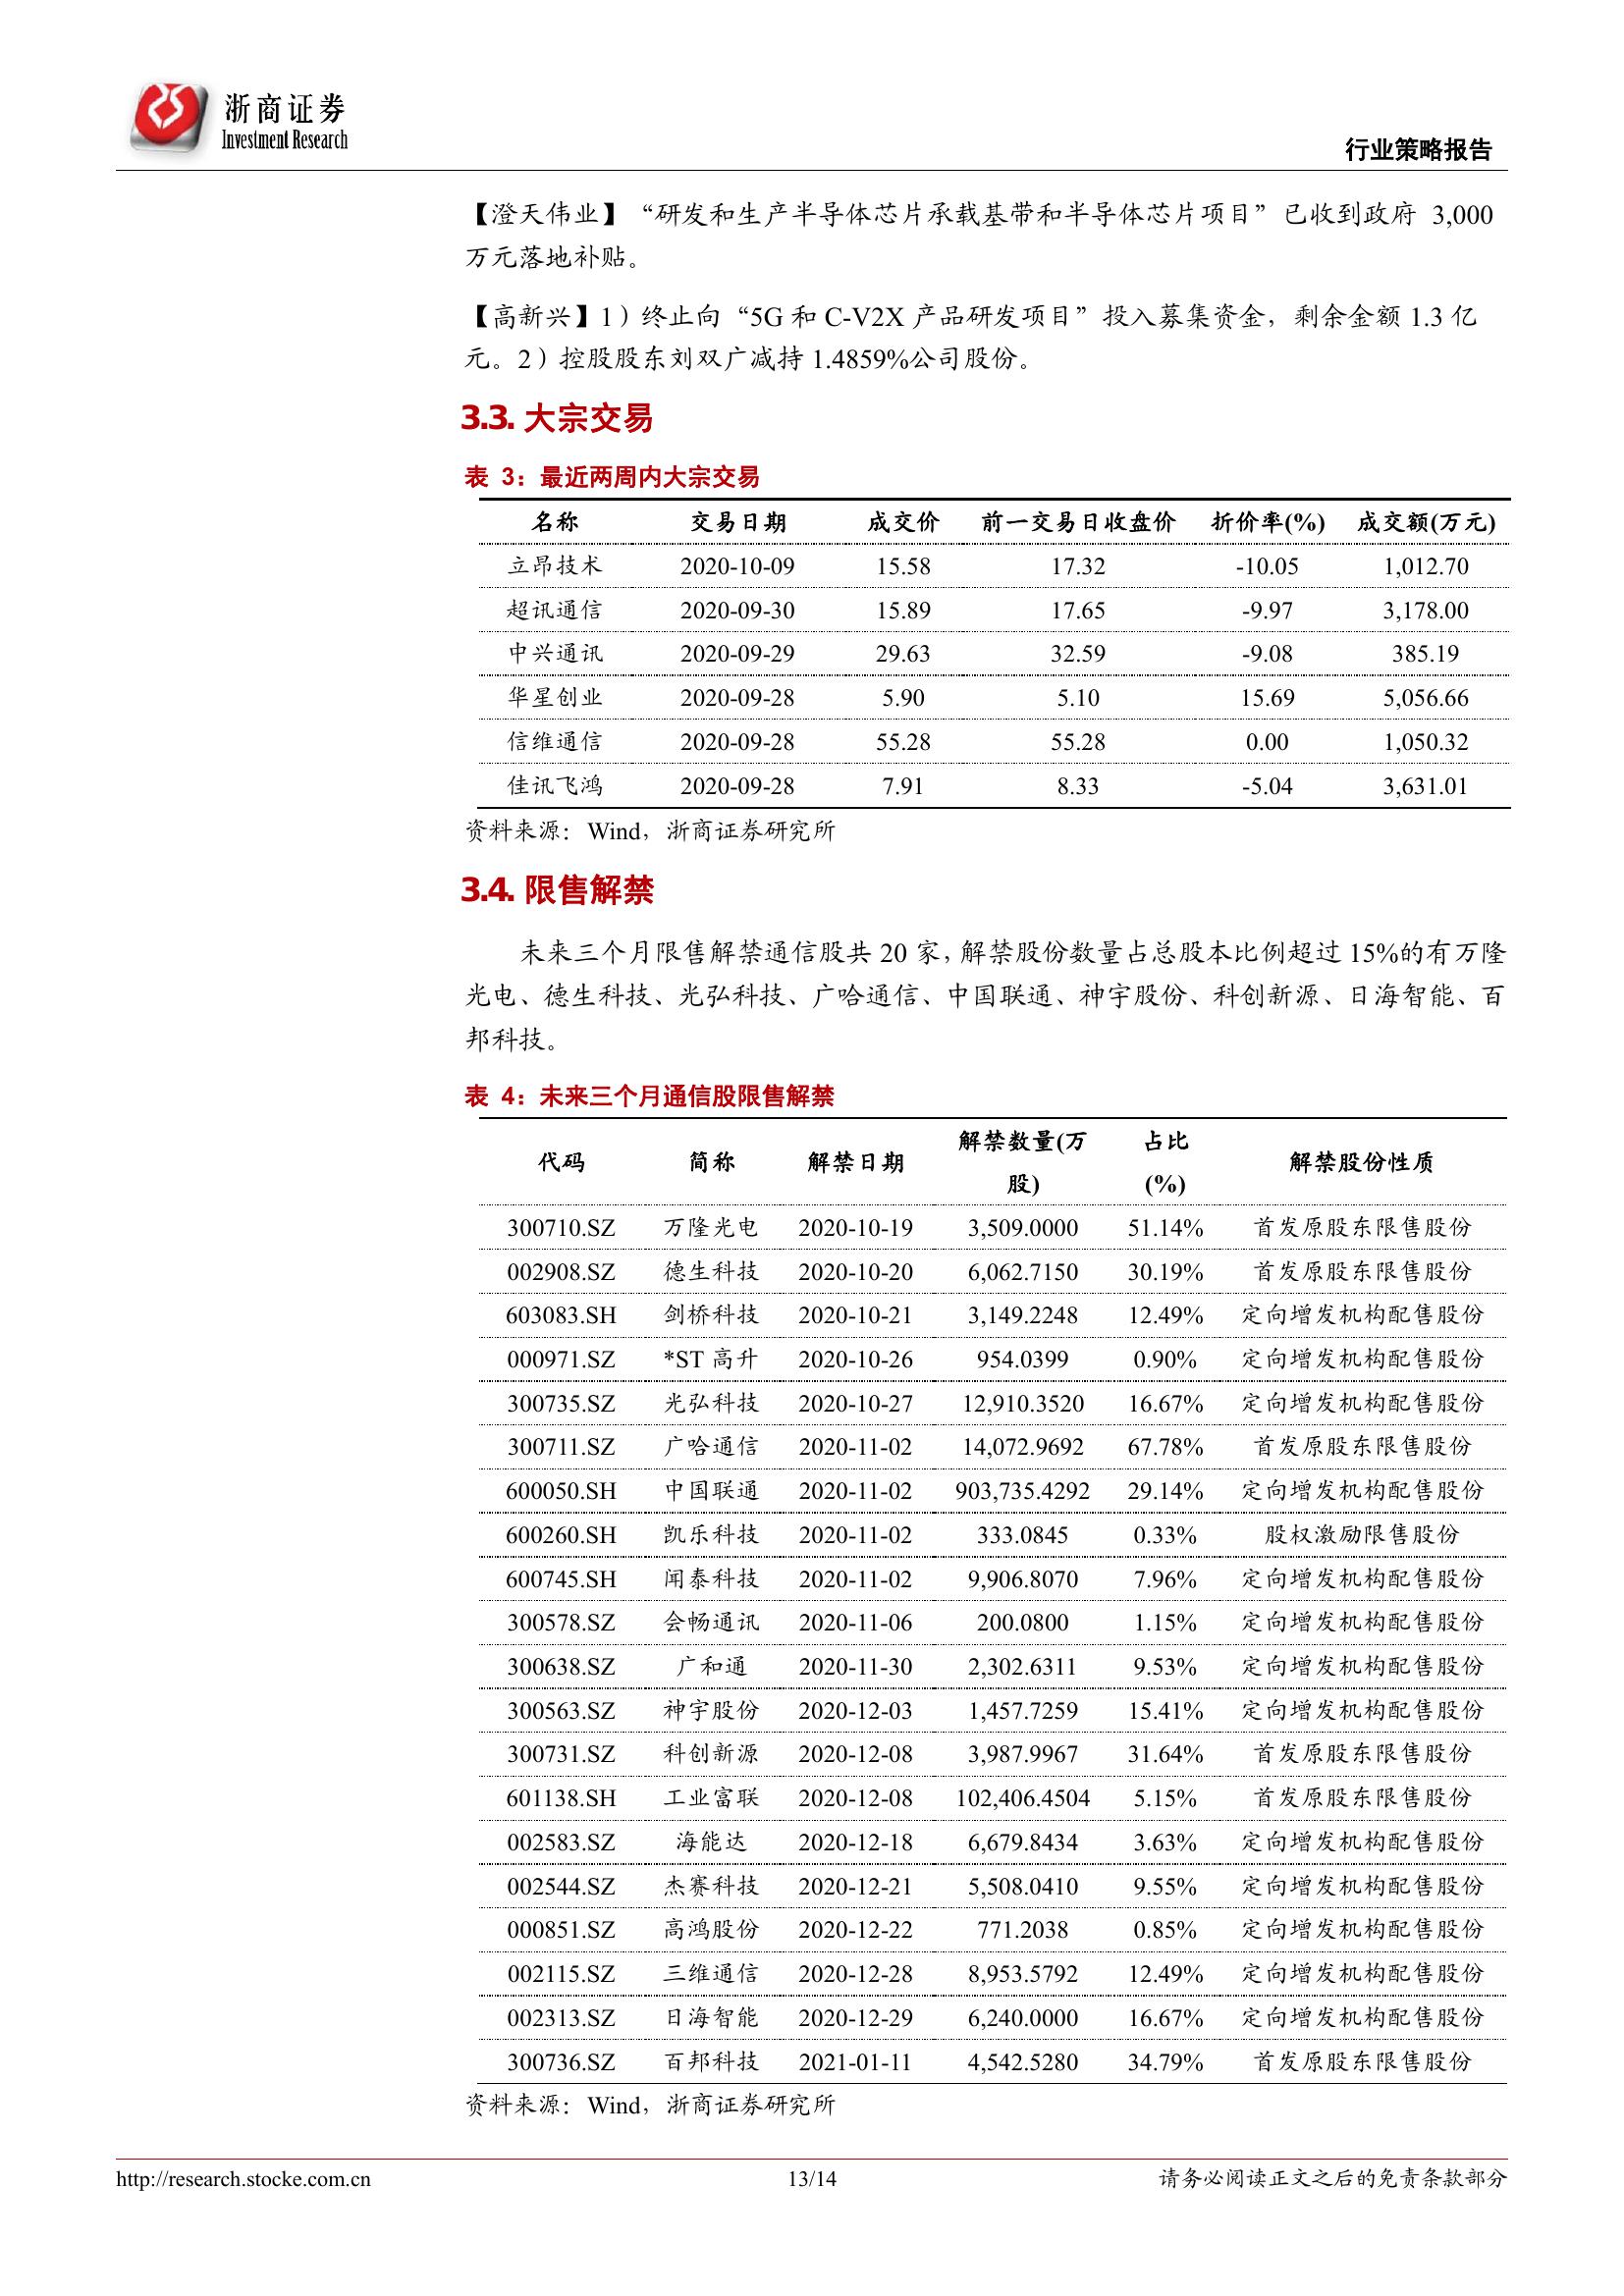 浙商证券
Investment Research
行业策略报告
【澄天伟业】“研发和生产半导体芯片承载基带和半导体芯片项目”已收到政府 3,000
万元落地补贴。
【高新兴】1）终止向“5G 和 C-V2X 产品研发项目”投入募集资金，剩余金额 1.3 亿
元。2）控股股东刘双广减持 1.4859%公司股份。
3.3. 大宗交易
表 3：最近两周内大宗交易
名称 交易日期 成交价 前一交易日收盘价 折价率(%) 成交额(万元)
立昂技术 2020-10-09 15.58 17.32 -10.05 1,012.70
超讯通信 2020-09-30 15.89 17.65 -9.97 3,178.00
中兴通讯 2020-09-29 29.63 32.59 -9.08 385.19
华星创业 2020-09-28 5.90 5.10 15.69 5,056.66
信维通信 2020-09-28 55.28 55.28 0.00 1,050.32
佳讯飞鸿 2020-09-28 7.91 8.33 -5.04 3,631.01
资料来源：Wind，浙商证券研究所
3.4. 限售解禁
未来三个月限售解禁通信股共 20 家，解禁股份数量占总股本比例超过 15%的有万隆
光电、德生科技、光弘科技、广哈通信、中国联通、神宇股份、科创新源、日海智能、百
邦科技。
表 4：未来三个月通信股限售解禁
代码 简称 解禁日期 解禁数量(万 占比 解禁股份性质
股) (%)
300710.SZ 万隆光电 2020-10-19 3,509.0000 51.14% 首发原股东限售股份
002908.SZ 德生科技 2020-10-20 6,062.7150 30.19% 首发原股东限售股份
603083.SH 剑桥科技 2020-10-21 3,149.2248 12.49% 定向增发机构配售股份
000971.SZ *ST 高升 2020-10-26 954.0399 0.90% 定向增发机构配售股份
300735.SZ 光弘科技 2020-10-27 12,910.3520 16.67% 定向增发机构配售股份
300711.SZ 广哈通信 2020-11-02 14,072.9692 67.78% 首发原股东限售股份
600050.SH 中国联通 2020-11-02 903,735.4292 29.14% 定向增发机构配售股份
600260.SH 凯乐科技 2020-11-02 333.0845 0.33% 股权激励限售股份
600745.SH 闻泰科技 2020-11-02 9,906.8070 7.96% 定向增发机构配售股份
300578.SZ 会畅通讯 2020-11-06 200.0800 1.15% 定向增发机构配售股份
300638.SZ 广和通 2020-11-30 2,302.6311 9.53% 定向增发机构配售股份
300563.SZ 神宇股份 2020-12-03 1,457.7259 15.41% 定向增发机构配售股份
300731.SZ 科创新源 2020-12-08 3,987.9967 31.64% 首发原股东限售股份
601138.SH 工业富联 2020-12-08 102,406.4504 5.15% 首发原股东限售股份
002583.SZ 海能达 2020-12-18 6,679.8434 3.63% 定向增发机构配售股份
002544.SZ 杰赛科技 2020-12-21 5,508.0410 9.55% 定向增发机构配售股份
000851.SZ 高鸿股份 2020-12-22 771.2038 0.85% 定向增发机构配售股份
002115.SZ 三维通信 2020-12-28 8,953.5792 12.49% 定向增发机构配售股份
002313.SZ 日海智能 2020-12-29 6,240.0000 16.67% 定向增发机构配售股份
300736.SZ 百邦科技 2021-01-11 4,542.5280 34.79% 首发原股东限售股份
资料来源：Wind，浙商证券研究所
http://research.stocke.com.cn 13/14 请务必阅读正文之后的免责条款部分